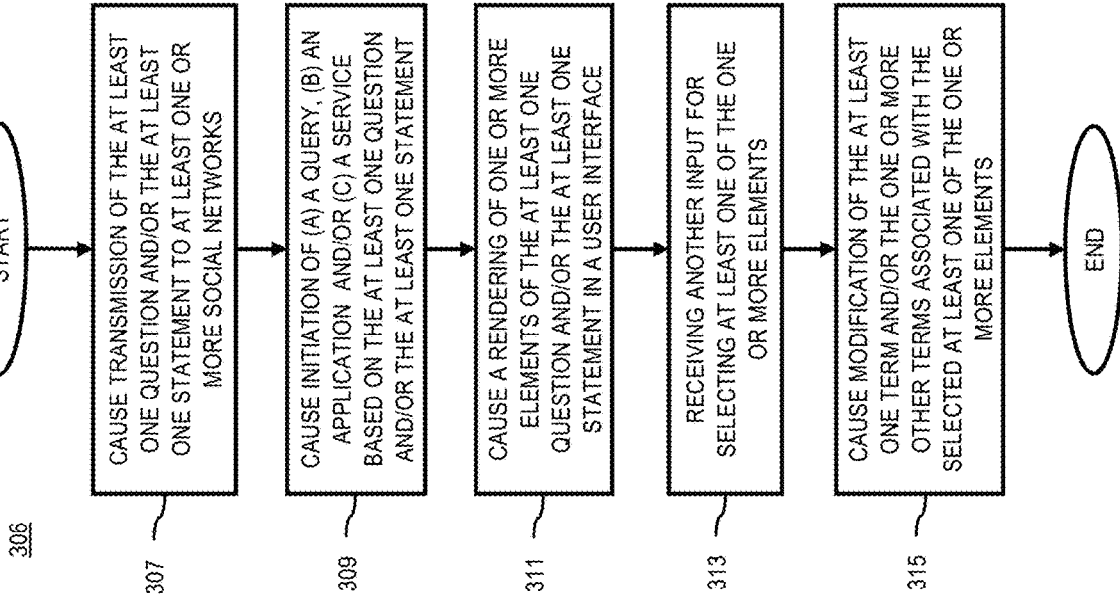 306
START
307
CAUSE TRANSMISSION OF THE AT LEAST
ONE QUESTION AND/OR THE AT LEAST
ONE STATEMENT TO AT LEAST ONE OR
MORE SOCIAL NETWORKS
309
CAUSE INITIATION OF (A) A QUERY, (B) AN
APPLICATION AND/OR (C) A SERVICE
BASED ON THE AT LEAST ONE QUESTION
AND/OR THE AT LEAST ONE STATEMENT
311
CAUSE A RENDERING OF ONE OR MORE
ELEMENTS OF THE AT LEAST ONE
QUESTION AND/OR THE AT LEAST ONE
STATEMENT IN A USER INTERFACE
313
RECEIVING ANOTHER INPUT FOR
SELECTING AT LEAST ONE OF THE ONE
OR MORE ELEMENTS
315
CAUSE MODIFICATION OF THE AT LEAST
ONE TERM AND/OR THE ONE OR MORE
OTHER TERMS ASSOCIATED WITH THE
SELECTED AT LEAST ONE OF THE ONE OR
MORE ELEMENTS
END